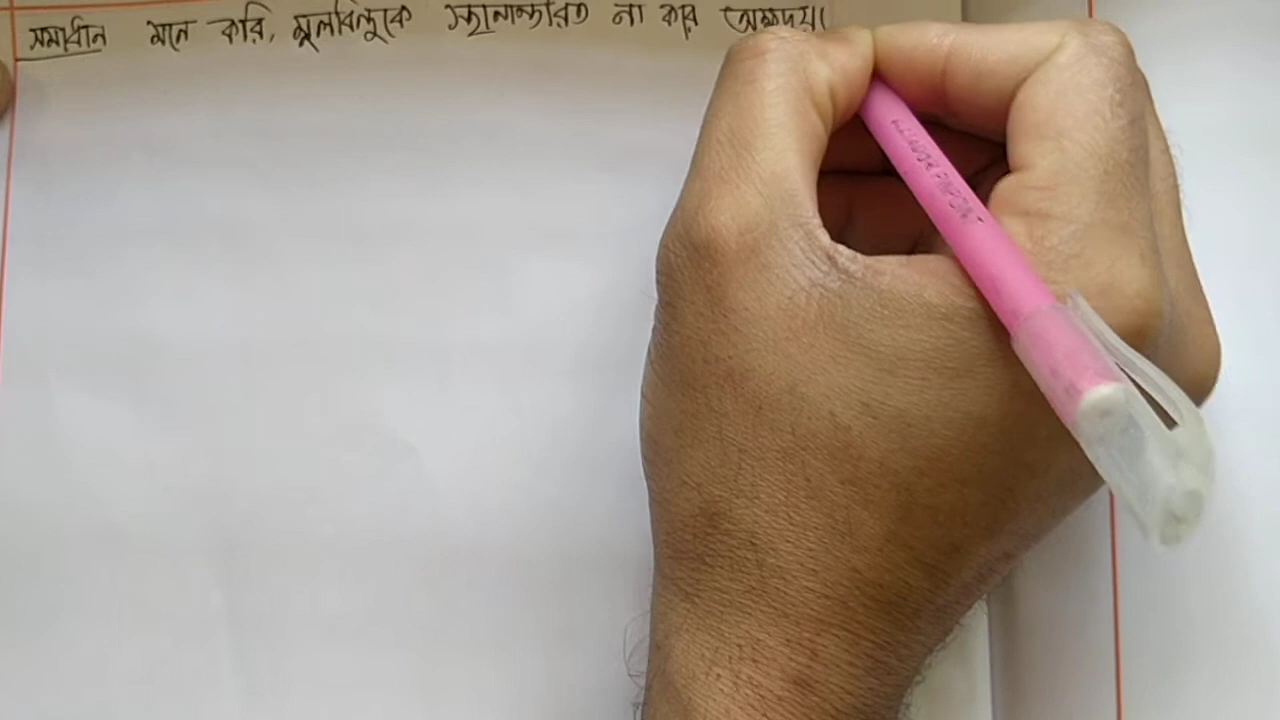 সমাধান মনে করি, মূলবিন্দুকে স্থানান্তরিত না করে অক্ষদ্বয়